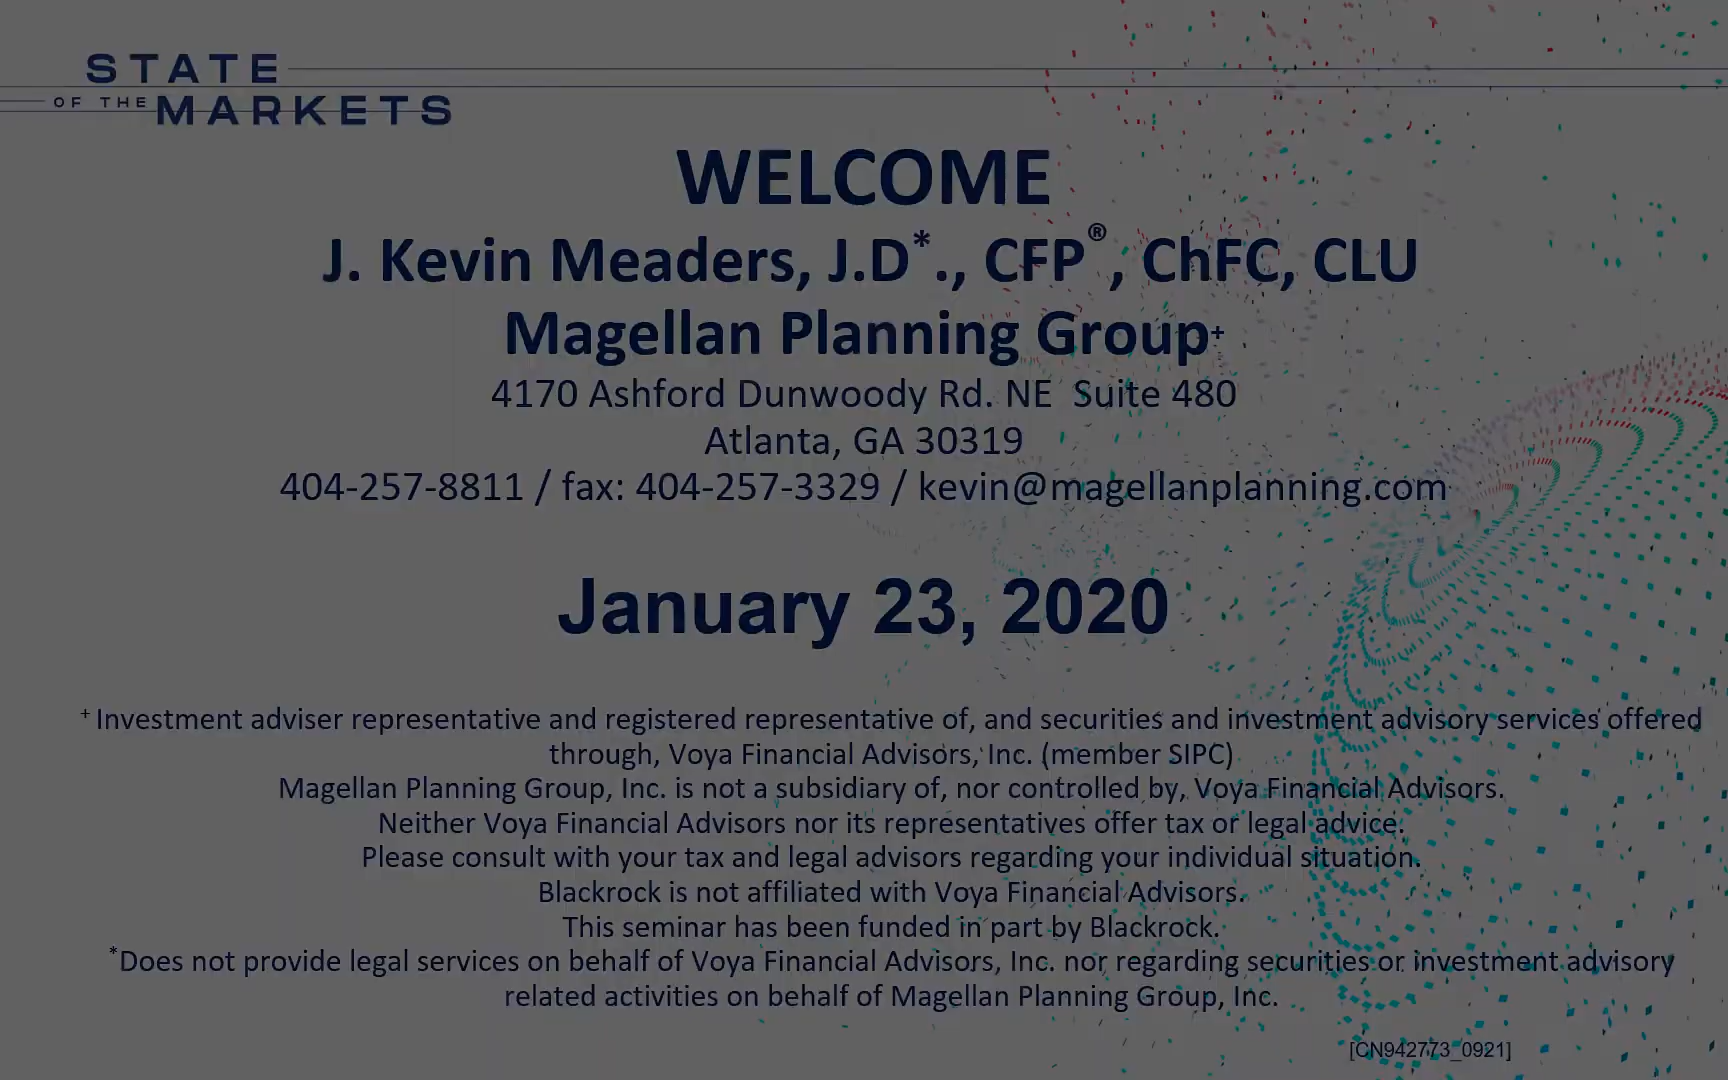 STATE
OF THE MARKETS
WELCOME
J. Kevin Meaders, J.D*., CFP®, ChFC, CLU
Magellan Planning Group+
4170 Ashford Dunwoody Rd. NE  Suite 480
Atlanta, GA 30319
404-257-8811 / fax: 404-257-3329 / kevin@magellanplanning.com
January 23, 2020
+ Investment adviser representative and registered representative of, and securities and investment advisory services offered
through, Voya Financial Advisors, Inc. (member SIPC)
Magellan Planning Group, Inc. is not a subsidiary of, nor controlled by, Voya Financial Advisors.
Neither Voya Financial Advisors nor its representatives offer tax or legal advice.
Please consult with your tax and legal advisors regarding your individual situation.
Blackrock is not affiliated with Voya Financial Advisors.
This seminar has been funded in part by Blackrock.
*Does not provide legal services on behalf of Voya Financial Advisors, Inc. nor regarding securities or investment advisory
related activities on behalf of Magellan Planning Group, Inc.
[CN942773_0921]